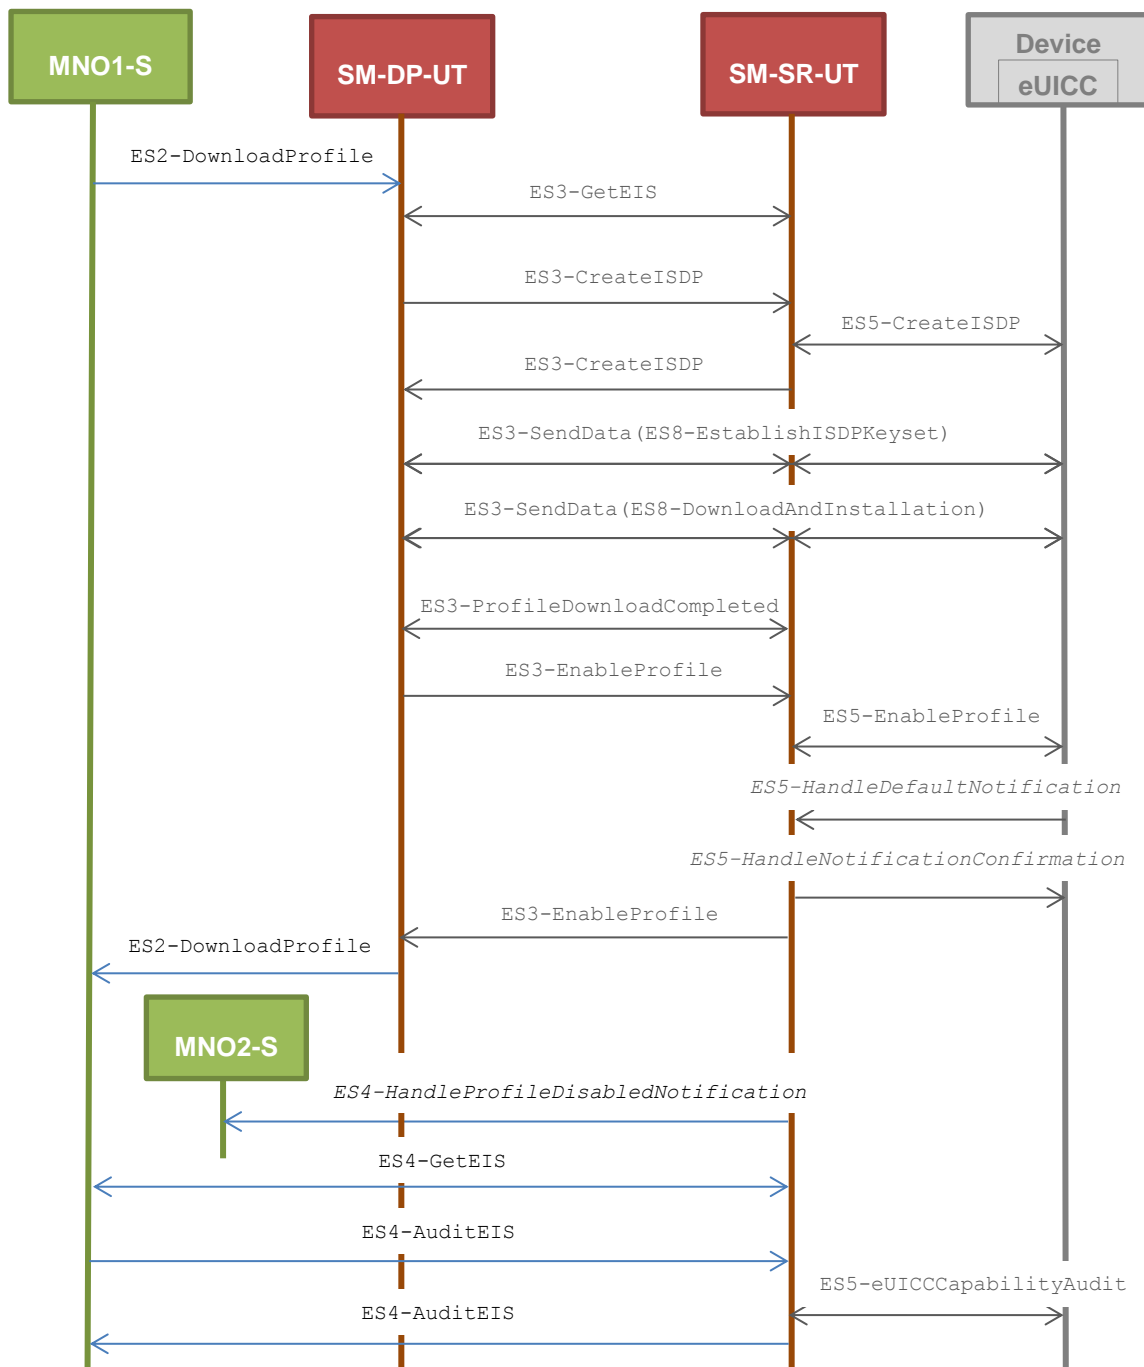 MNO1-S
SM-DP-UT
SM-SR-UT
Device
eUICC
ES2-DownloadProfile
ES3-GetEIS
ES3-CreateISDP
ES5-CreateISDP
ES3-CreateISDP
ES3-SendData(ES8-EstablishISDPKeyset)
ES3-SendData(ES8-DownloadAndInstallation)
ES3-ProfileDownloadCompleted
ES3-EnableProfile
ES5-EnableProfile
ES5-HandleDefaultNotification
ES5-HandleNotificationConfirmation
ES3-EnableProfile
ES2-DownloadProfile
MNO2-S
ES4-HandleProfileDisabledNotification
ES4-GetEIS
ES4-AuditEIS
ES5-eUICCCapabilityAudit
ES4-AuditEIS